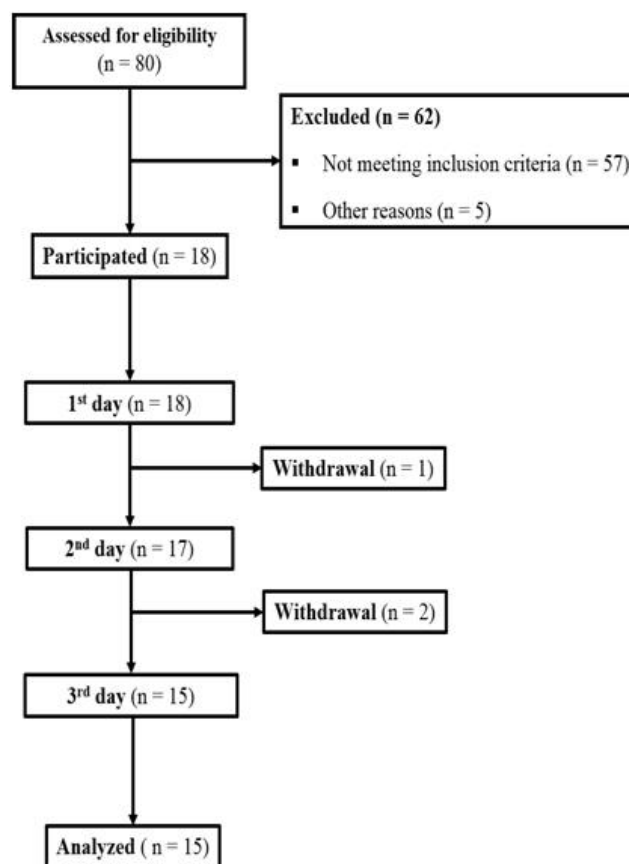 Assessed for eligibility
(n = 80)
Excluded (n = 62)
▪ Not meeting inclusion criteria (n = 57)
▪ Other reasons (n = 5)
Participated (n = 18)
1st day (n = 18)
Withdrawal (n = 1)
2nd day (n = 17)
Withdrawal (n = 2)
3rd day (n = 15)
Analyzed ( n = 15)